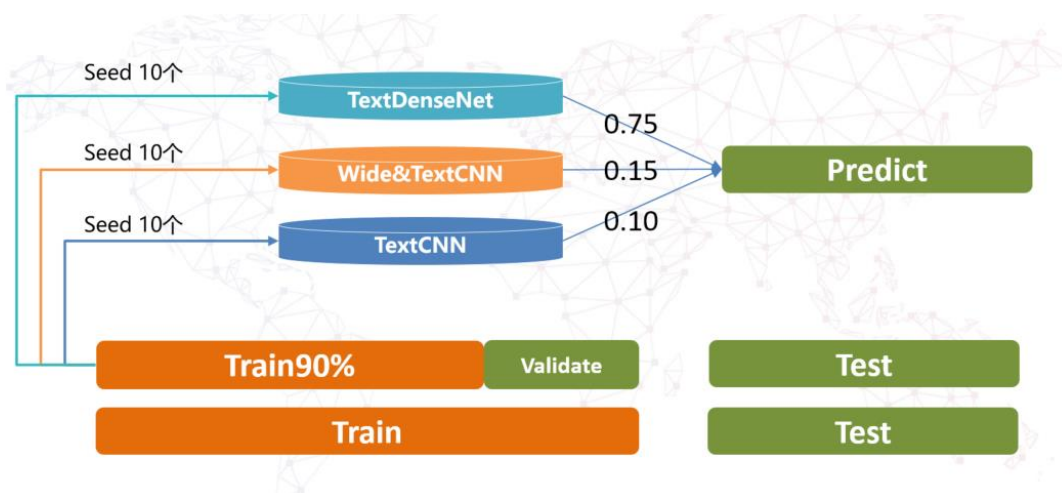 Seed 10个
TextDenseNet
0.75
Seed 10个
Wide&TextCNN
0.15
Predict
Seed 10个
TextCNN
0.10
Train90%
Validate
Test
Train
Test